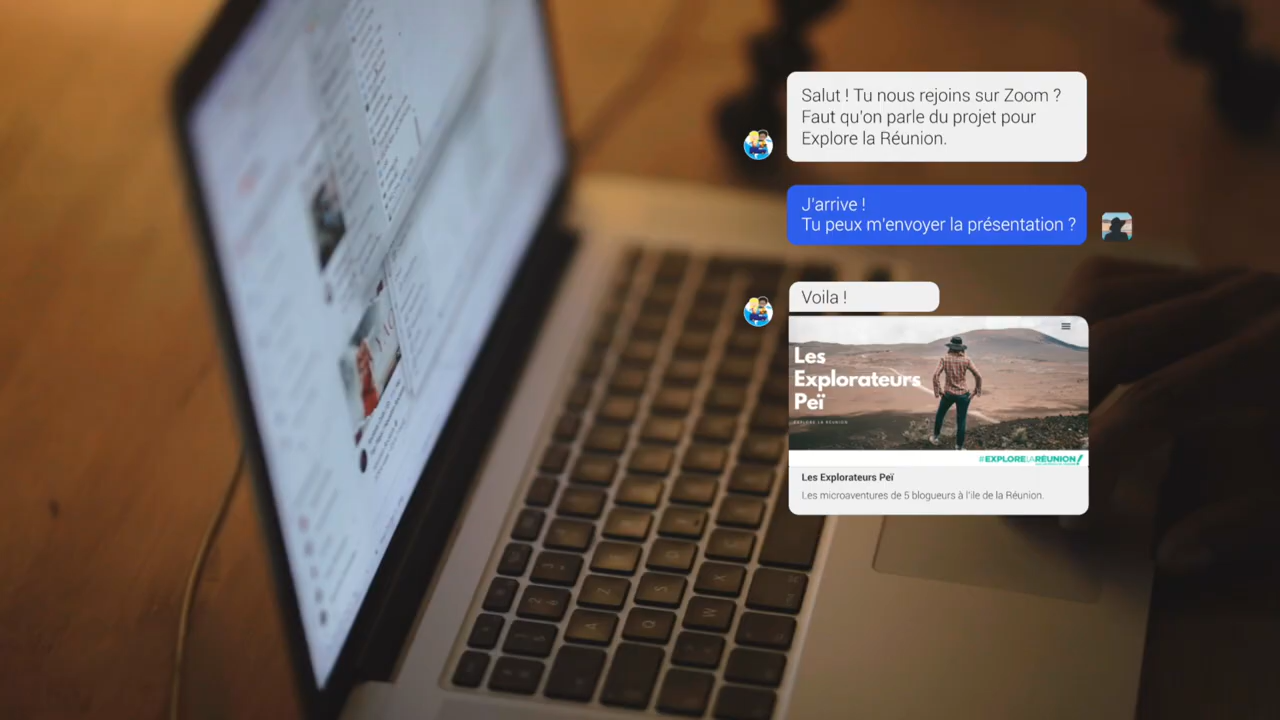 Salut ! Tu nous rejoins sur Zoom ?
Faut qu'on parle du projet pour
Explore la Réunion.
J'arrive !
Tu peux m'envoyer la présentation ?
Voila !
Les
Explorateurs
Peï
EXPLORE LA RÉUNION
#EXPLORELARÉUNION!
Les Explorateurs Peï
Les microaventures de 5 blogueurs à l'ile de la Réunion.